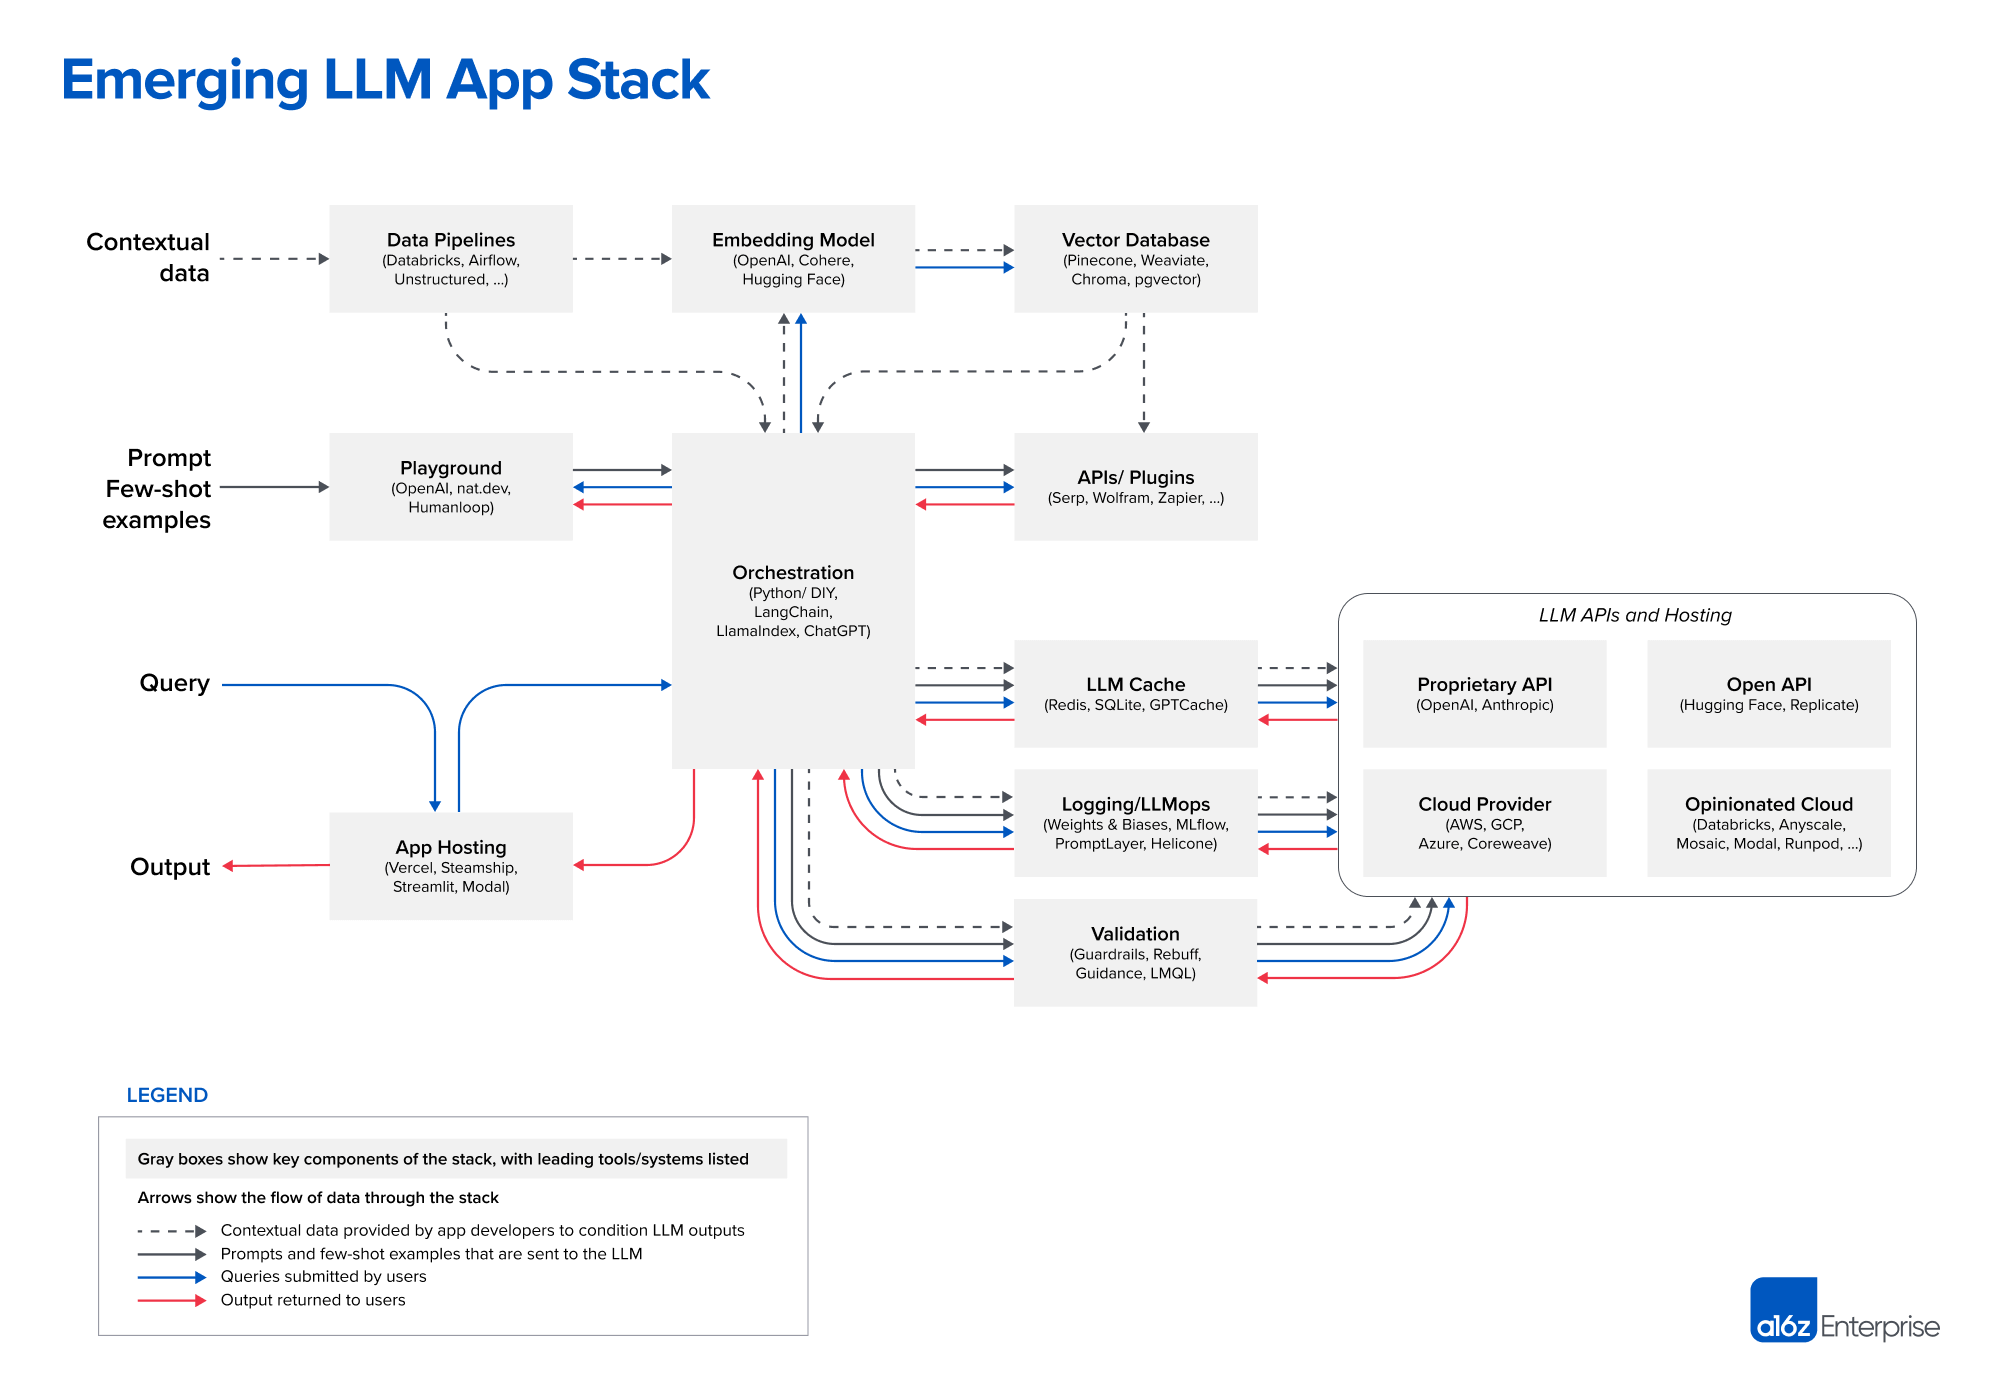 Emerging LLM App Stack
Contextual
data
Data Pipelines
(Databricks, Airflow,
Unstructured, ...)
Embedding Model
(OpenAI, Cohere,
Hugging Face)
Vector Database
(Pinecone, Weaviate,
Chroma, pgvector)
Prompt
Few-shot
examples
Playground
(OpenAI, nat.dev,
Humanloop)
Orchestration
(Python/ DIY,
LangChain,
LlamaIndex, ChatGPT)
APIs/ Plugins
(Serp, Wolfram, Zapier, ...)
Query
Output
App Hosting
(Vercel, Steamship,
Streamlit, Modal)
LLM Cache
(Redis, SQLite, GPTCache)
Logging/LLMops
(Weights & Biases, MLflow,
PromptLayer, Helicone)
Validation
(Guardrails, Rebuff,
Guidance, LMQL)
LLM APIs and Hosting
Proprietary API
(OpenAI, Anthropic)
Open API
(Hugging Face, Replicate)
Cloud Provider
(AWS, GCP,
Azure, Coreweave)
Opinionated Cloud
(Databricks, Anyscale,
Mosaic, Modal, Runpod, ...)
LEGEND
Gray boxes show key components of the stack, with leading tools/systems listed
Arrows show the flow of data through the stack
Contextual data provided by app developers to condition LLM outputs
Prompts and few-shot examples that are sent to the LLM
Queries submitted by users
Output returned to users
a16z Enterprise